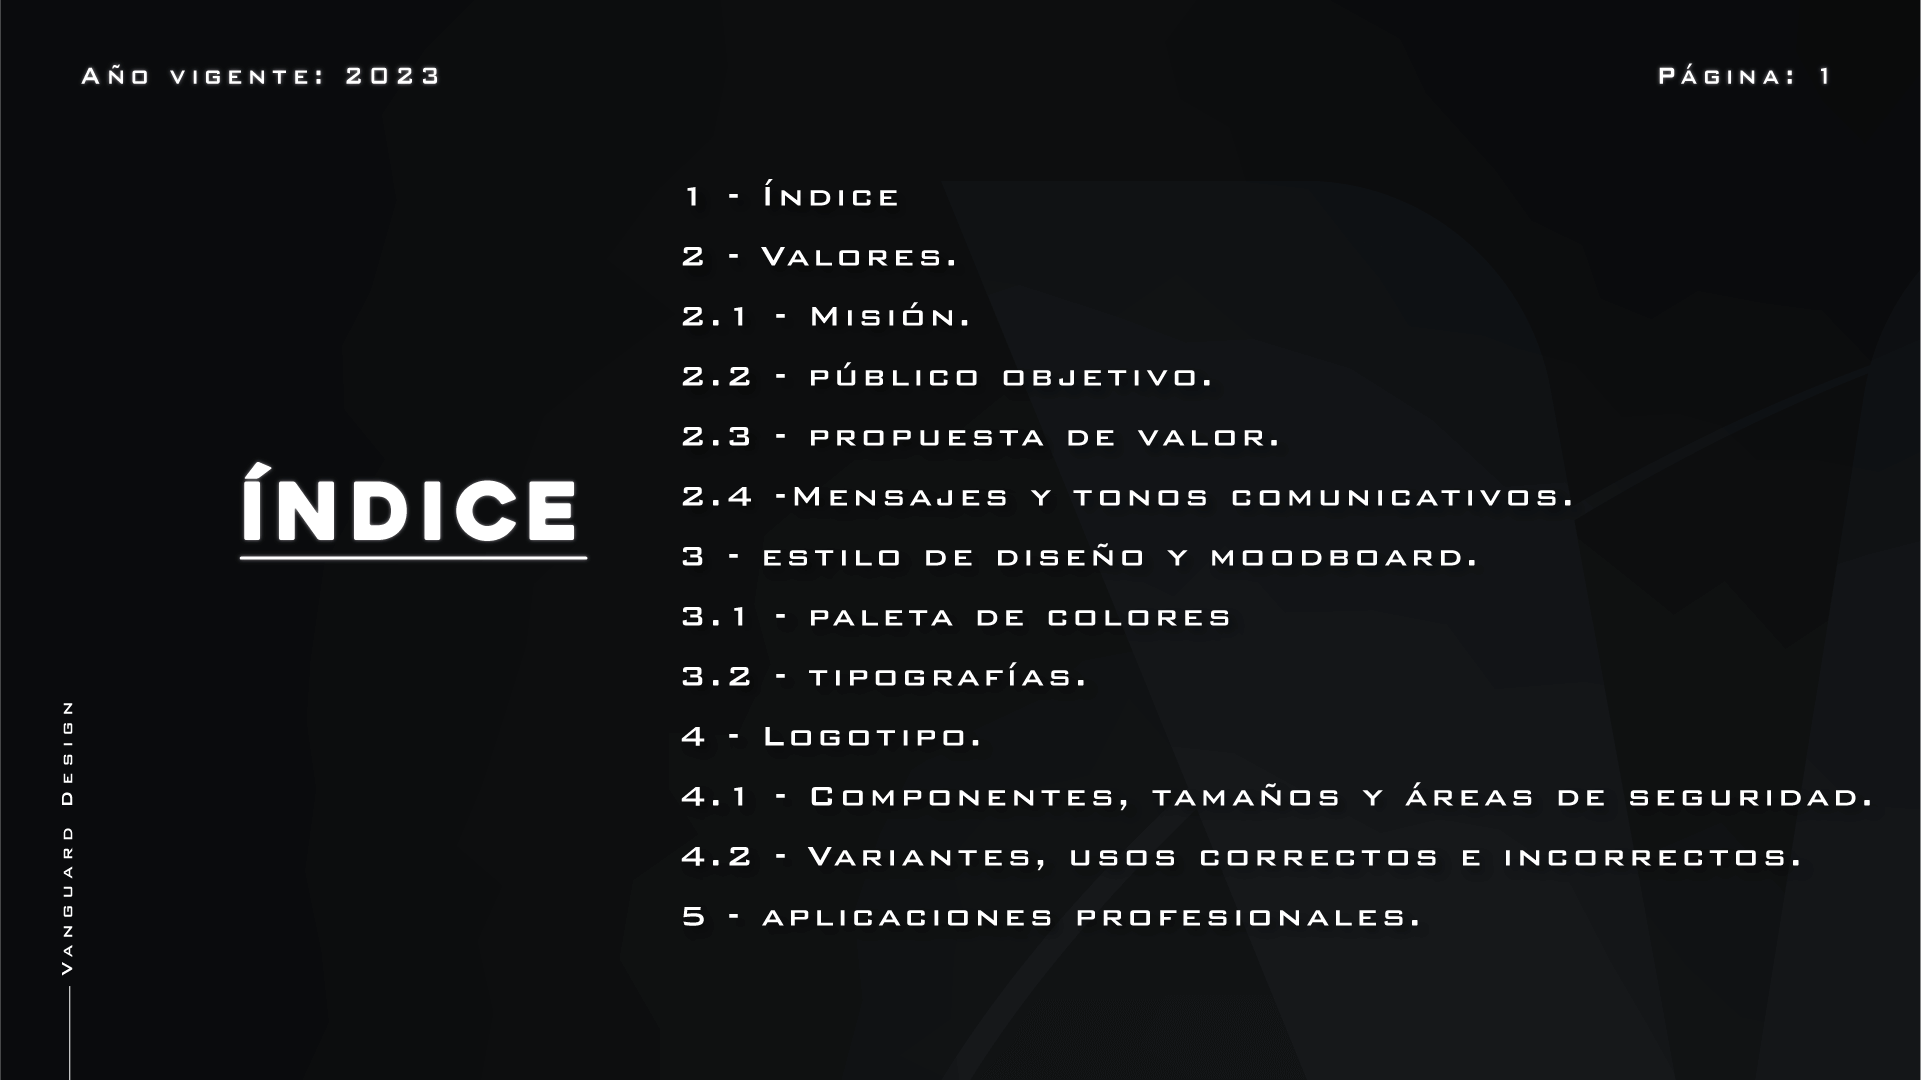 Año vigente: 2023
Página: 1
ÍNDICE
1 - Índice
2 - Valores.
2.1 - Misión.
2.2 - público objetivo.
2.3 - propuesta de valor.
2.4 -Mensajes y tonos comunicativos.
3 - estilo de diseño y moodboard.
3.1 - paleta de colores
3.2 - tipografías.
4 - Logotipo.
4.1 - Componentes, tamaños y áreas de seguridad.
4.2 - Variantes, usos correctos e incorrectos.
5 - aplicaciones profesionales.
Vanguard Design